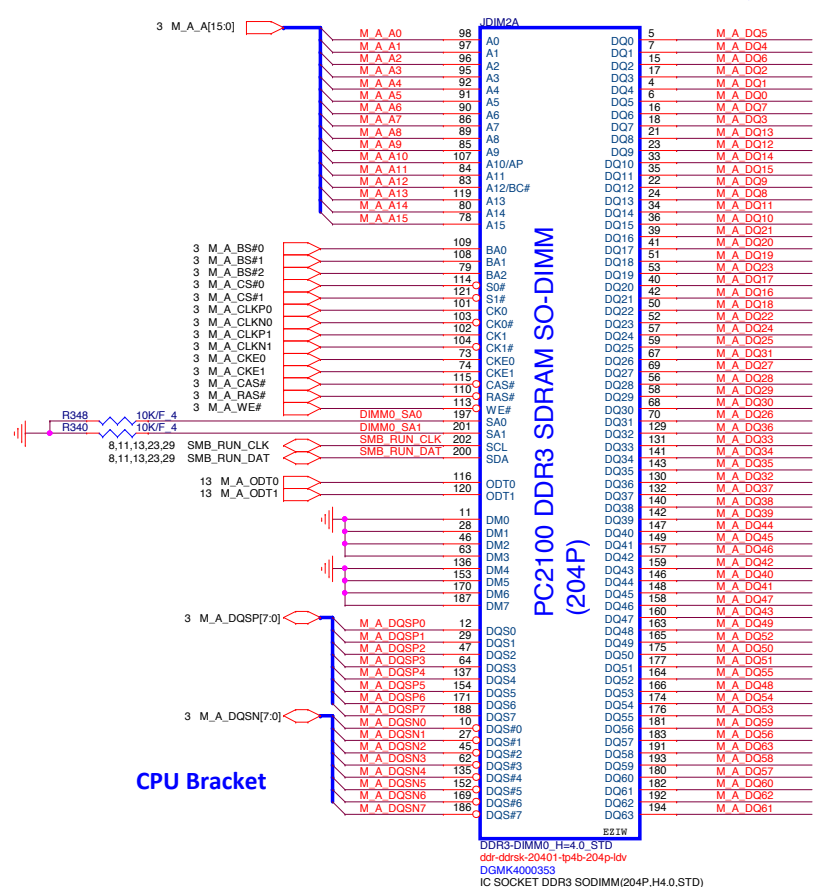 JDIM2A
3 M_A_A[15:0]
M_A_A0 98 A0 DQ0 5 M_A_DQ5
M_A_A1 97 A1 DQ1 7 M_A_DQ4
M_A_A2 96 A2 DQ2 15 M_A_DQ6
M_A_A3 95 A3 DQ3 17 M_A_DQ2
M_A_A4 92 A4 DQ4 4 M_A_DQ1
M_A_A5 91 A5 DQ5 6 M_A_DQ0
M_A_A6 90 A6 DQ6 16 M_A_DQ7
M_A_A7 86 A7 DQ7 18 M_A_DQ3
M_A_A8 89 A8 DQ8 21 M_A_DQ13
M_A_A9 85 A9 DQ9 23 M_A_DQ12
M_A_A10 107 A10/AP DQ10 33 M_A_DQ14
M_A_A11 84 A11 DQ11 35 M_A_DQ15
M_A_A12 83 A12/BC# DQ12 22 M_A_DQ9
M_A_A13 119 A13 DQ13 24 M_A_DQ8
M_A_A14 80 A14 DQ14 34 M_A_DQ11
M_A_A15 78 A15 DQ15 36 M_A_DQ10
DQ16 39 M_A_DQ21
3 M_A_BS#0 109 BA0 DQ17 41 M_A_DQ20
3 M_A_BS#1 108 BA1 DQ18 51 M_A_DQ19
3 M_A_BS#2 79 BA2 DQ19 53 M_A_DQ23
3 M_A_CS#0 114 S0# DQ20 40 M_A_DQ17
3 M_A_CS#1 121 S1# DQ21 42 M_A_DQ16
3 M_A_CLKP0 101 CK0 DQ22 50 M_A_DQ18
3 M_A_CLKN0 103 CK0# DQ23 52 M_A_DQ22
3 M_A_CLKP1 102 CK1 DQ24 57 M_A_DQ24
3 M_A_CLKN1 104 CK1# DQ25 59 M_A_DQ25
3 M_A_CKE0 73 CKE0 DQ26 67 M_A_DQ31
3 M_A_CKE1 74 CKE1 DQ27 69 M_A_DQ27
3 M_A_CAS# 115 CAS# DQ28 56 M_A_DQ28
3 M_A_RAS# 110 RAS# DQ29 58 M_A_DQ29
3 M_A_WE# 113 WE# DQ30 68 M_A_DQ30
R348 10K/F_4 DIMM0_SA0 197 SA0 DQ31 70 M_A_DQ26
R340 10K/F_4 DIMM0_SA1 201 SA1 DQ32 129 M_A_DQ36
8,11,13,23,29 SMB_RUN_CLK SMB_RUN_CLK 202 SCL DQ33 131 M_A_DQ33
8,11,13,23,29 SMB_RUN_DAT SMB_RUN_DAT 200 SDA DQ34 141 M_A_DQ34
DQ35 143 M_A_DQ35
13 M_A_ODT0 116 ODT0 DQ36 130 M_A_DQ32
13 M_A_ODT1 120 ODT1 DQ37 132 M_A_DQ37
DQ38 140 M_A_DQ38
11 DM0 DQ39 142 M_A_DQ39
28 DM1 DQ40 147 M_A_DQ44
46 DM2 DQ41 149 M_A_DQ45
63 DM3 DQ42 157 M_A_DQ46
136 DM4 DQ43 159 M_A_DQ42
153 DM5 DQ44 146 M_A_DQ40
170 DM6 DQ45 148 M_A_DQ41
187 DM7 DQ46 158 M_A_DQ47
DQ47 160 M_A_DQ43
3 M_A_DQSP[7:0]
M_A_DQSP0 12 DQS0 DQ48 163 M_A_DQ49
M_A_DQSP1 29 DQS1 DQ49 165 M_A_DQ52
M_A_DQSP2 47 DQS2 DQ50 175 M_A_DQ50
M_A_DQSP3 64 DQS3 DQ51 177 M_A_DQ51
M_A_DQSP4 137 DQS4 DQ52 164 M_A_DQ55
M_A_DQSP5 154 DQS5 DQ53 166 M_A_DQ48
M_A_DQSP6 171 DQS6 DQ54 174 M_A_DQ54
M_A_DQSP7 188 DQS7 DQ55 176 M_A_DQ53
3 M_A_DQSN[7:0]
M_A_DQSN0 10 DQS#0 DQ56 181 M_A_DQ59
M_A_DQSN1 27 DQS#1 DQ57 183 M_A_DQ56
M_A_DQSN2 45 DQS#2 DQ58 191 M_A_DQ63
M_A_DQSN3 62 DQS#3 DQ59 193 M_A_DQ58
M_A_DQSN4 135 DQS#4 DQ60 180 M_A_DQ57
M_A_DQSN5 152 DQS#5 DQ61 182 M_A_DQ60
M_A_DQSN6 169 DQS#6 DQ62 192 M_A_DQ62
M_A_DQSN7 186 DQS#7 DQ63 194 M_A_DQ61
PC2100 DDR3 SDRAM SO-DIMM
(204P)
CPU Bracket
EZIW
DDR3-DIMM0_H=4.0_STD
ddr-ddrsk-20401-tp4b-204p-ldv
DGMK4000353
IC SOCKET DDR3 SODIMM(204P,H4.0,STD)